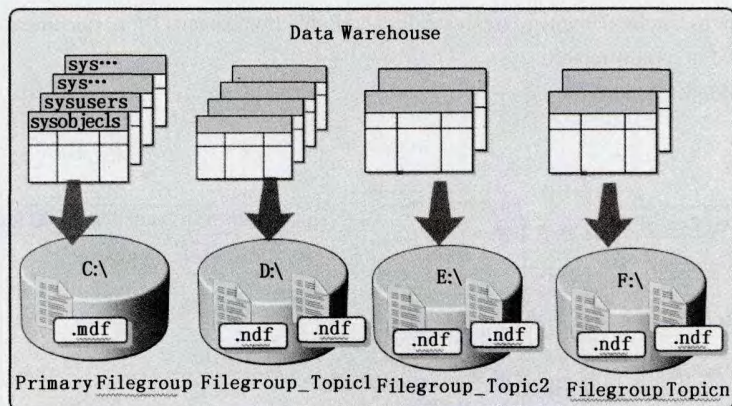 Data Warehouse
sys…
sys…
sysusers
sysobjecls
C:\
D:\
E:\
F:\
.mdf
.ndf
.ndf
.ndf
.ndf
.ndf
.ndf
Primary Filegroup
Filegroup_Topic1
Filegroup_Topic2
Filegroup Topicn